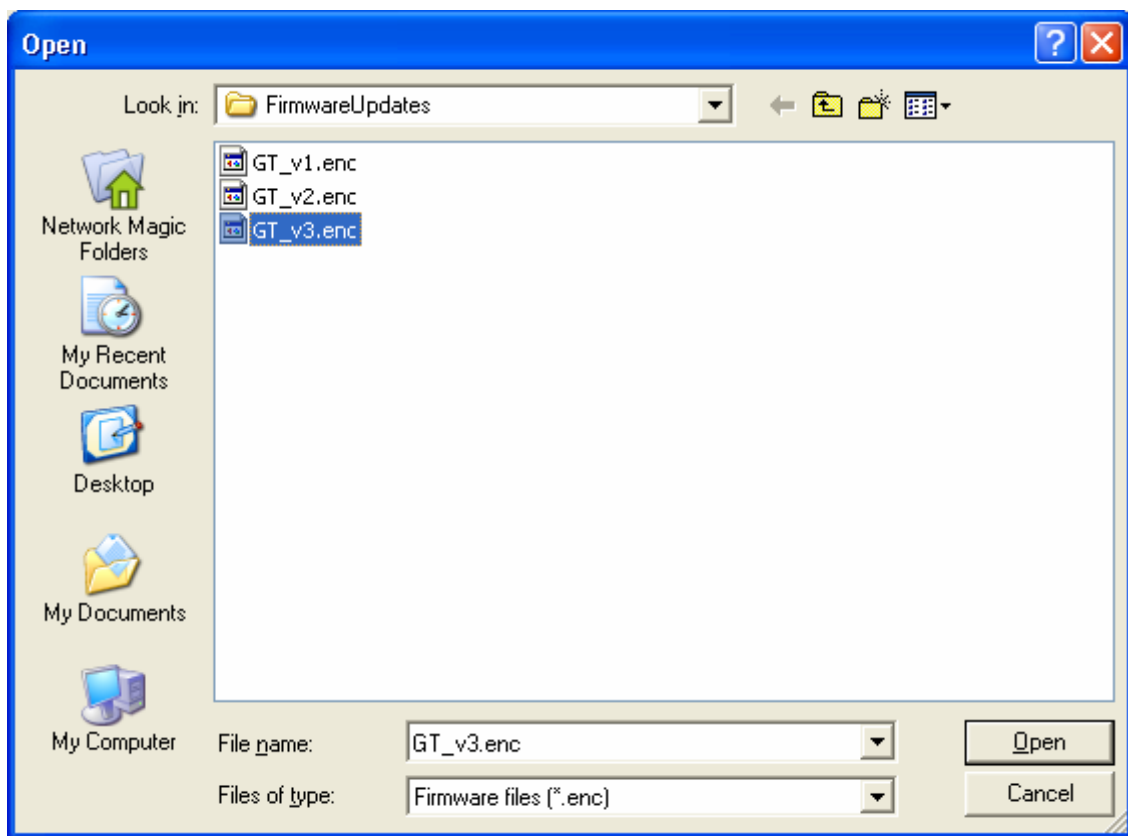 Open
Look in: FirmwareUpdates
GT_v1.enc
GT_v2.enc
GT_v3.enc
Network Magic
Folders
My Recent
Documents
Desktop
My Documents
My Computer
File name: GT_v3.enc Open
Files of type: Firmware files (*.enc) Cancel